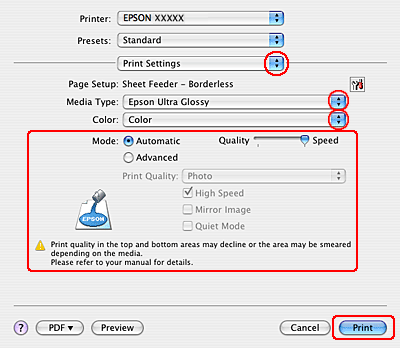 Printer: EPSON XXXXX
Presets: Standard
Print Settings
Page Setup: Sheet Feeder - Borderless
Media Type: Epson Ultra Glossy
Color: Color
Mode: Automatic Quality Speed
Advanced
Print Quality: Photo
High Speed
Mirror Image
Quiet Mode
EPSON
Print quality in the top and bottom areas may decline or the area may be smeared
depending on the media.
Please refer to your manual for details.
? PDF ▼ Preview Cancel Print